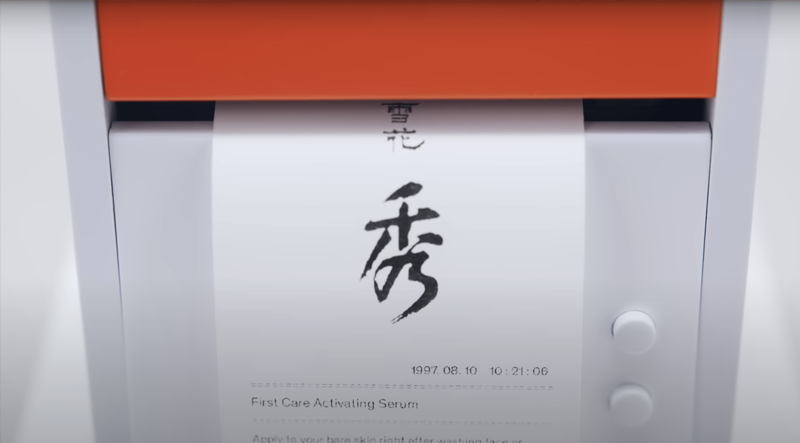 雪
花
秀
1997. 08. 10 10 : 21 : 06
First Care Activating Serum
Apply to your bare skin right after washing face or